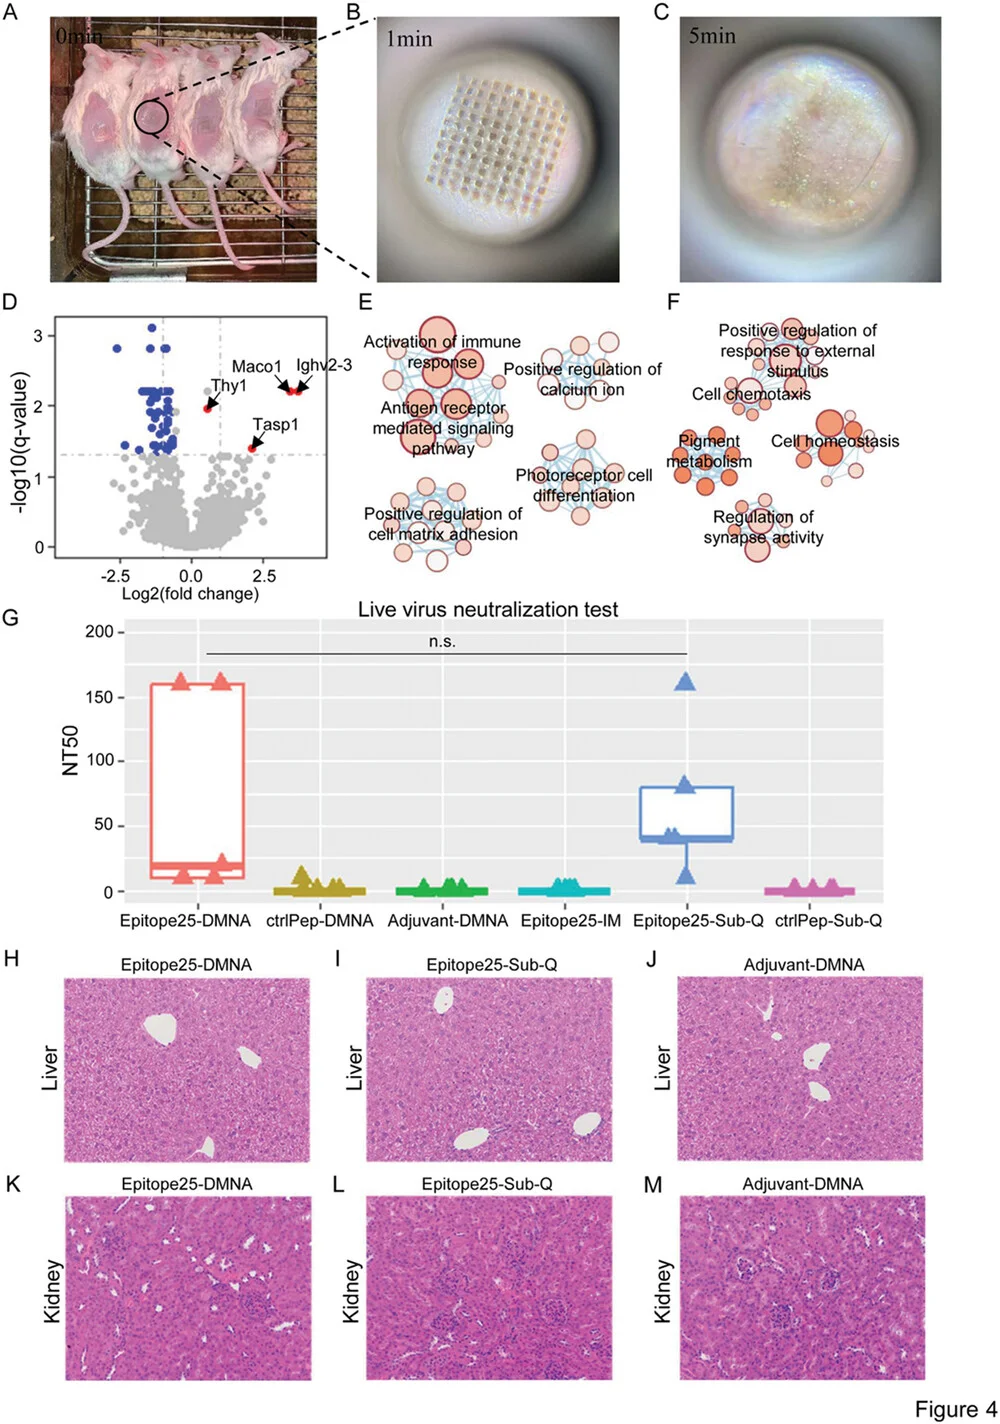 A
0min
B
1min
C
5min
D
-log10(q-value)
3
2
1
0
-2.5
0.0
2.5
Log2(fold change)
Maco1
Ighv2-3
Thy1
Tasp1
E
Activation of immune
response
Antigen receptor
mediated signaling
pathway
Positive regulation of
cell matrix adhesion
Positive regulation of
calcium ion
Photoreceptor cell
differentiation
F
Positive regulation of
response to external
stimulus
Cell chemotaxis
Pigment
metabolism
Cell homeostasis
Regulation of
synapse activity
G
Live virus neutralization test
NT50
200
150
100
50
0
n.s.
Epitope25-DMNA
ctrlPep-DMNA
Adjuvant-DMNA
Epitope25-IM
Epitope25-Sub-Q
ctrlPep-Sub-Q
H
Epitope25-DMNA
Liver
I
Epitope25-Sub-Q
Liver
J
Adjuvant-DMNA
Liver
K
Epitope25-DMNA
Kidney
L
Epitope25-Sub-Q
Kidney
M
Adjuvant-DMNA
Kidney
Figure 4